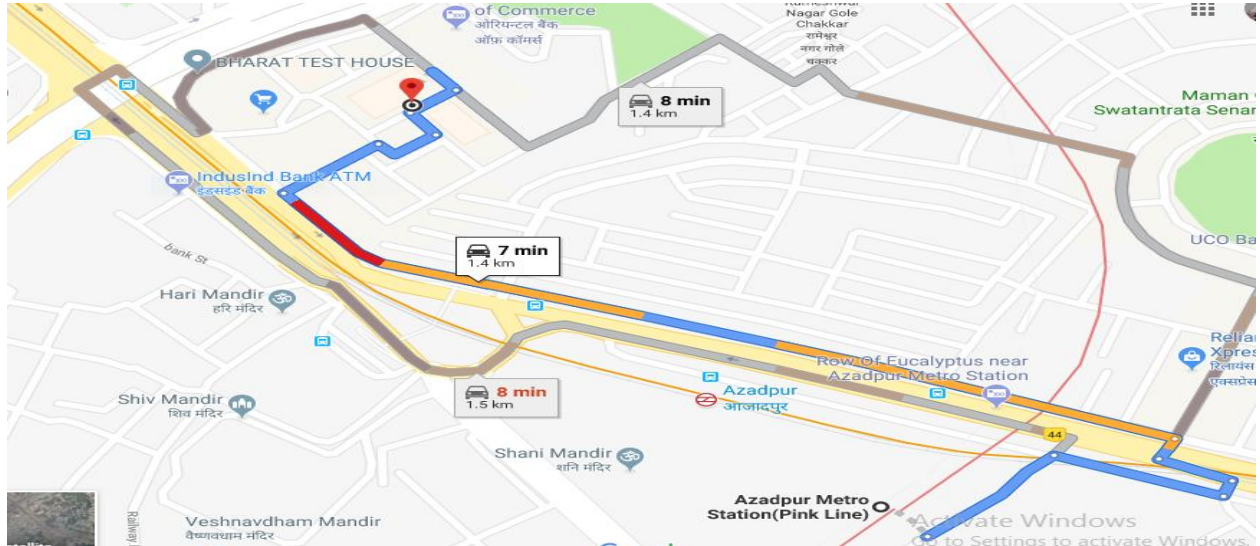 of Commerce
ओरियन्टल बैंक
ऑफ़ कॉमर्स
Nagar Gole
Chakkar
रामेश्वर
नगर गोले
चक्कर
BHARAT TEST HOUSE
8 min
1.4 km
Maman
Swatantrata Senan
IndusInd Bank ATM
इंडसइंड बैंक
UCO Ba
bank St
7 min
1.4 km
Hari Mandir
हरि मंदिर
Relian
Xpres
रिलायंस
एक्सप्रेस
Row Of Eucalyptus near
Azadpur Metro Station
8 min
1.5 km
Azadpur
आज़ादपुर
Shiv Mandir
शिव मंदिर
44
Shani Mandir
शनि मंदिर
Azadpur Metro
Station(Pink Line)
Veshnavdham Mandir
वैष्णवधाम मंदिर
Railway
Activate Windows
Go to Settings to activate Windows.